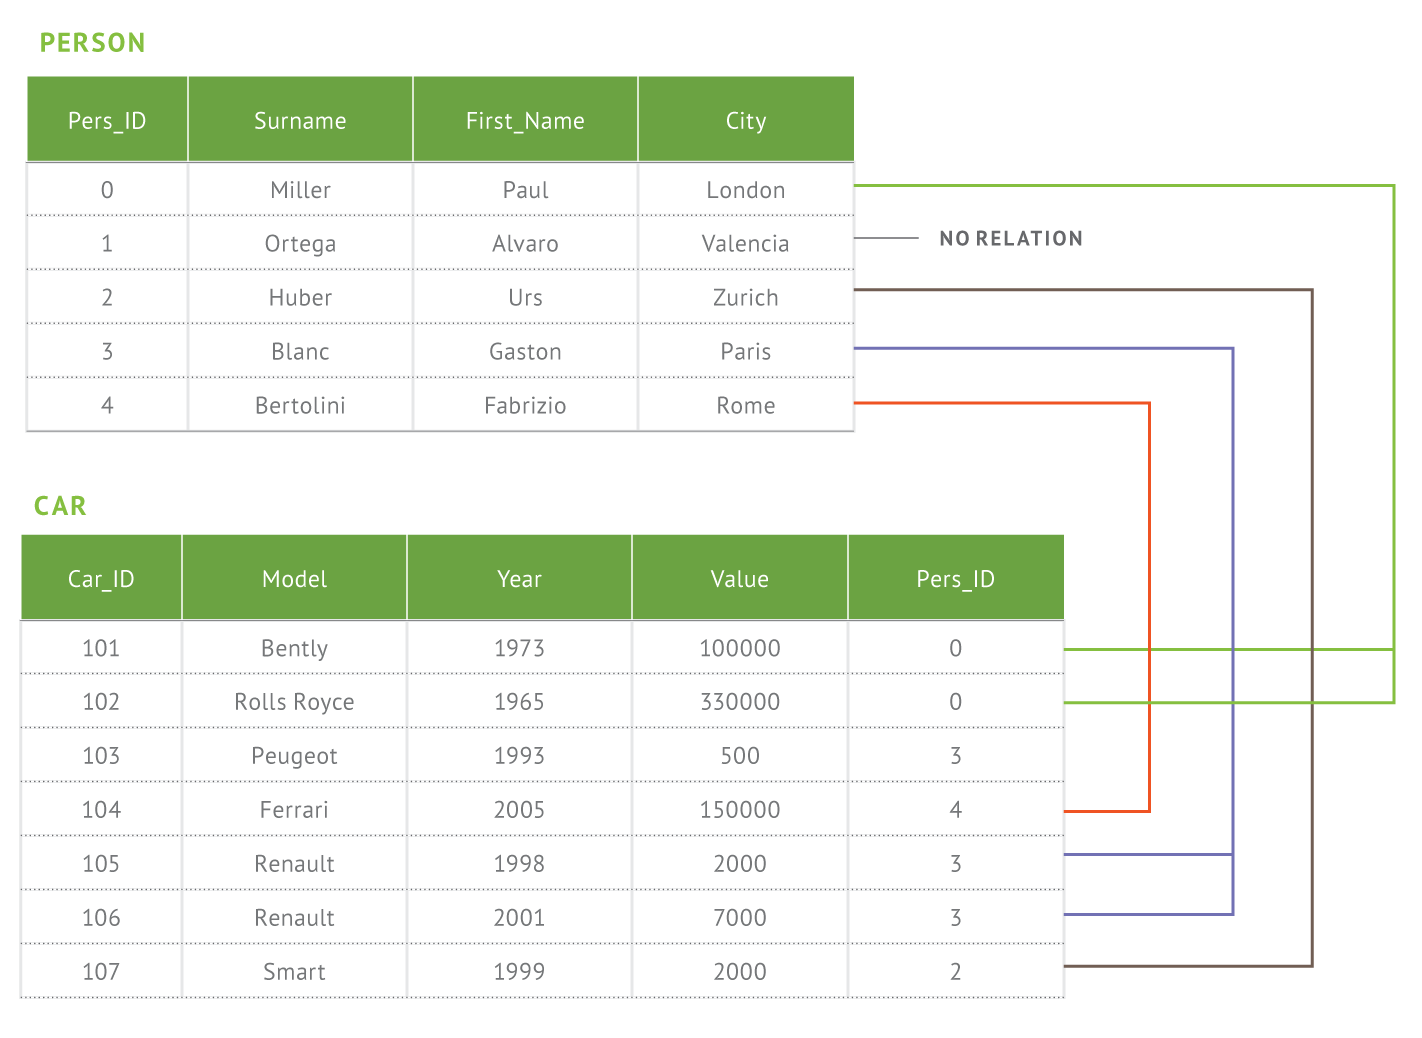 PERSON
Pers_ID Surname First_Name City
0 Miller Paul London
1 Ortega Alvaro Valencia NO RELATION
2 Huber Urs Zurich
3 Blanc Gaston Paris
4 Bertolini Fabrizio Rome
CAR
Car_ID Model Year Value Pers_ID
101 Bently 1973 100000 0
102 Rolls Royce 1965 330000 0
103 Peugeot 1993 500 3
104 Ferrari 2005 150000 4
105 Renault 1998 2000 3
106 Renault 2001 7000 3
107 Smart 1999 2000 2